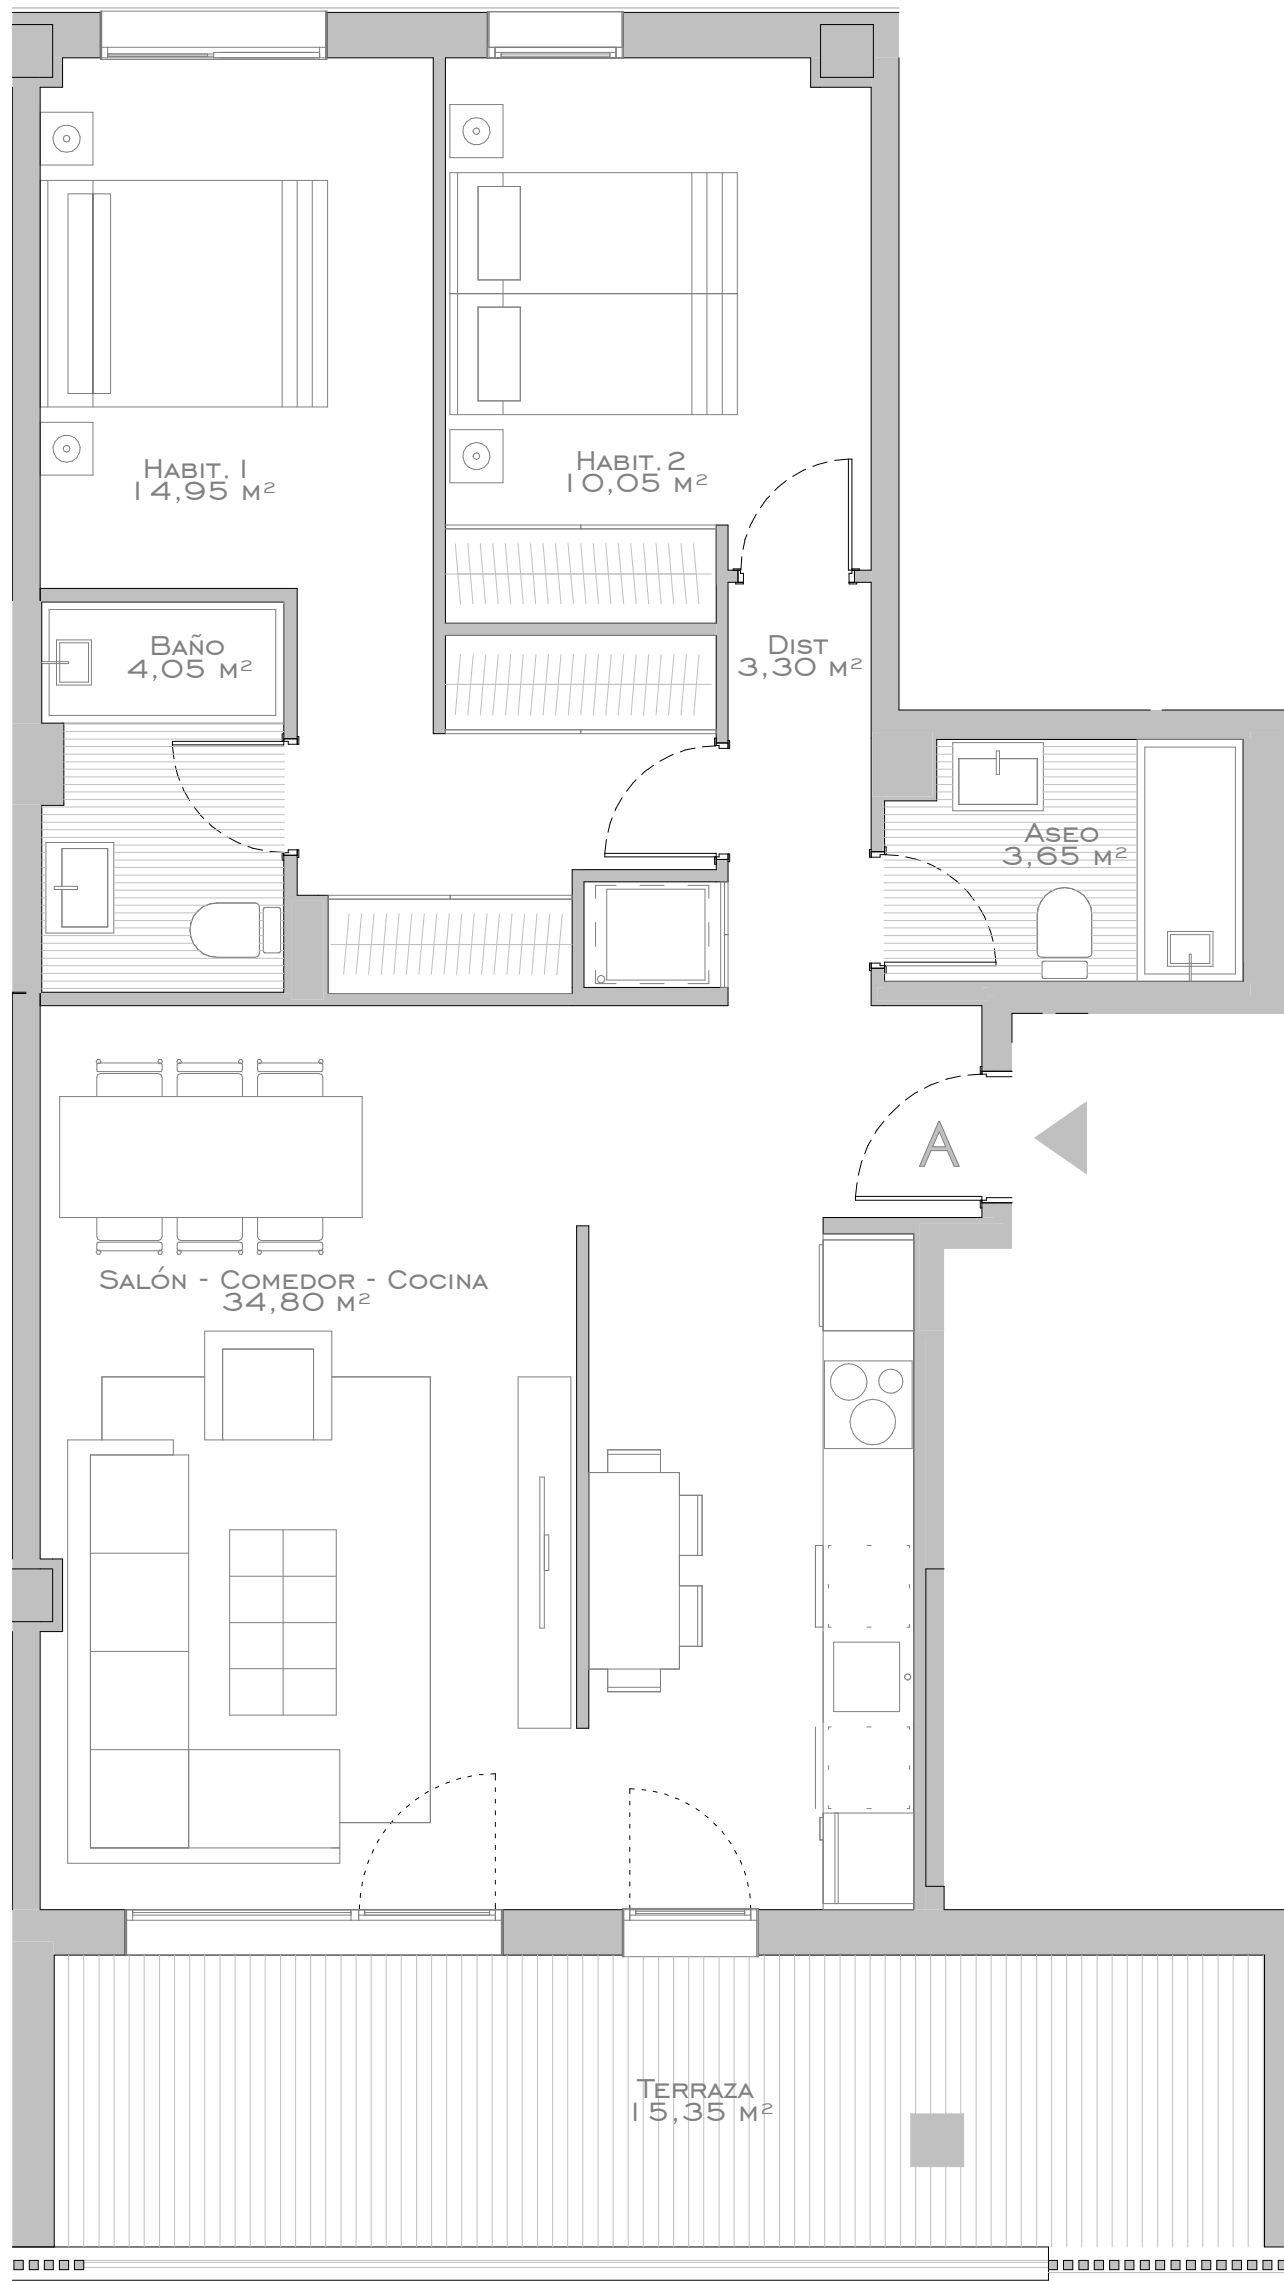 Habit. 1
14,95 m²
Habit. 2
10,05 m²
Baño
4,05 m²
Dist
3,30 m²
Aseo
3,65 m²
A
Salón - Comedor - Cocina
34,80 m²
Terraza
15,35 m²